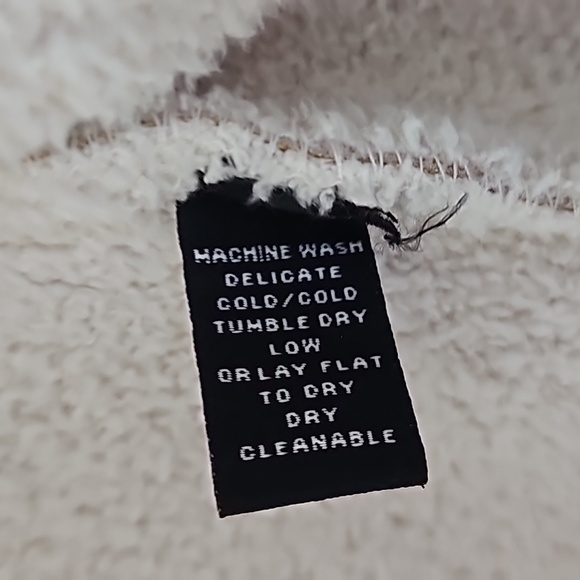 MACHINE WASH
DELICATE
COLD/COLD
TUMBLE DRY
LOW
OR LAY FLAT
TO DRY
DRY
CLEANABLE